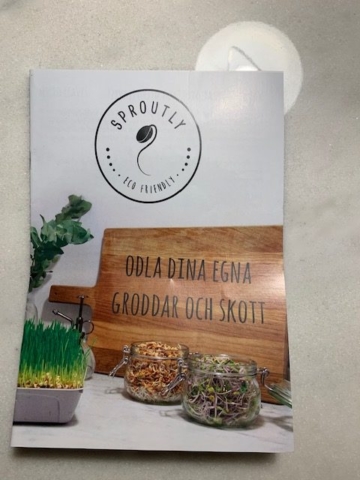 SPROUTLY
• ECO FRIENDLY •
ODLA DINA EGNA
GRODDAR OCH SKOTT